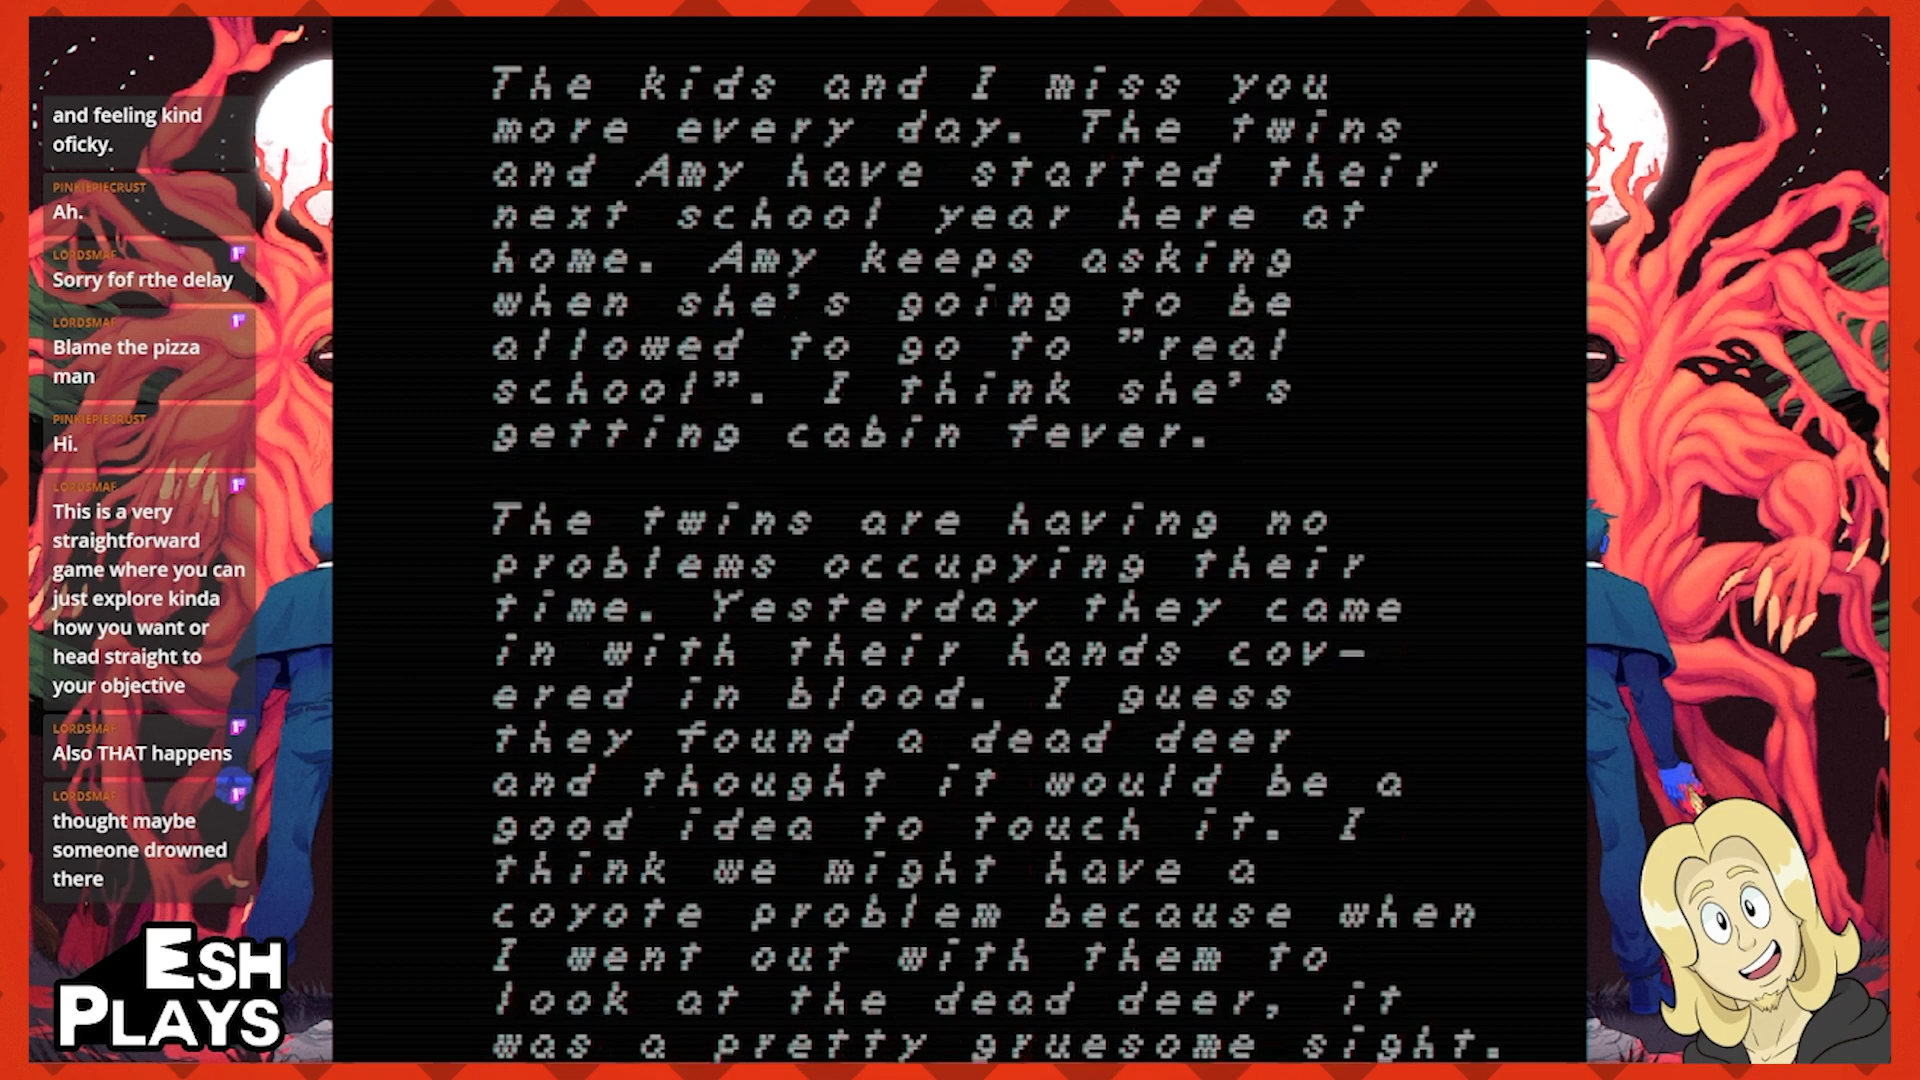 and feeling kind
oficky.
PINKIEPIECRUST
Ah.
LORDSMAF
Sorry fof rthe delay
LORDSMAF
Blame the pizza
man
PINKIEPIECRUST
Hi.
LORDSMAF
This is a very
straightforward
game where you can
just explore kinda
how you want or
head straight to
your objective
LORDSMAF
Also THAT happens
LORDSMAF
thought maybe
someone drowned
there
ESH
PLAYS
The kids and I miss you
more every day. The twins
and Amy have started their
next school year here at
home. Amy keeps asking
when she's going to be
allowed to go to "real
school". I think she's
getting cabin fever.
The twins are having no
problems occupying their
time. Yesterday they came
in with their hands cov-
ered in blood. I guess
they found a dead deer
and thought it would be a
good idea to touch it. I
think we might have a
coyote problem because when
I went out with them to
look at the dead deer, it
was a pretty gruesome sight.